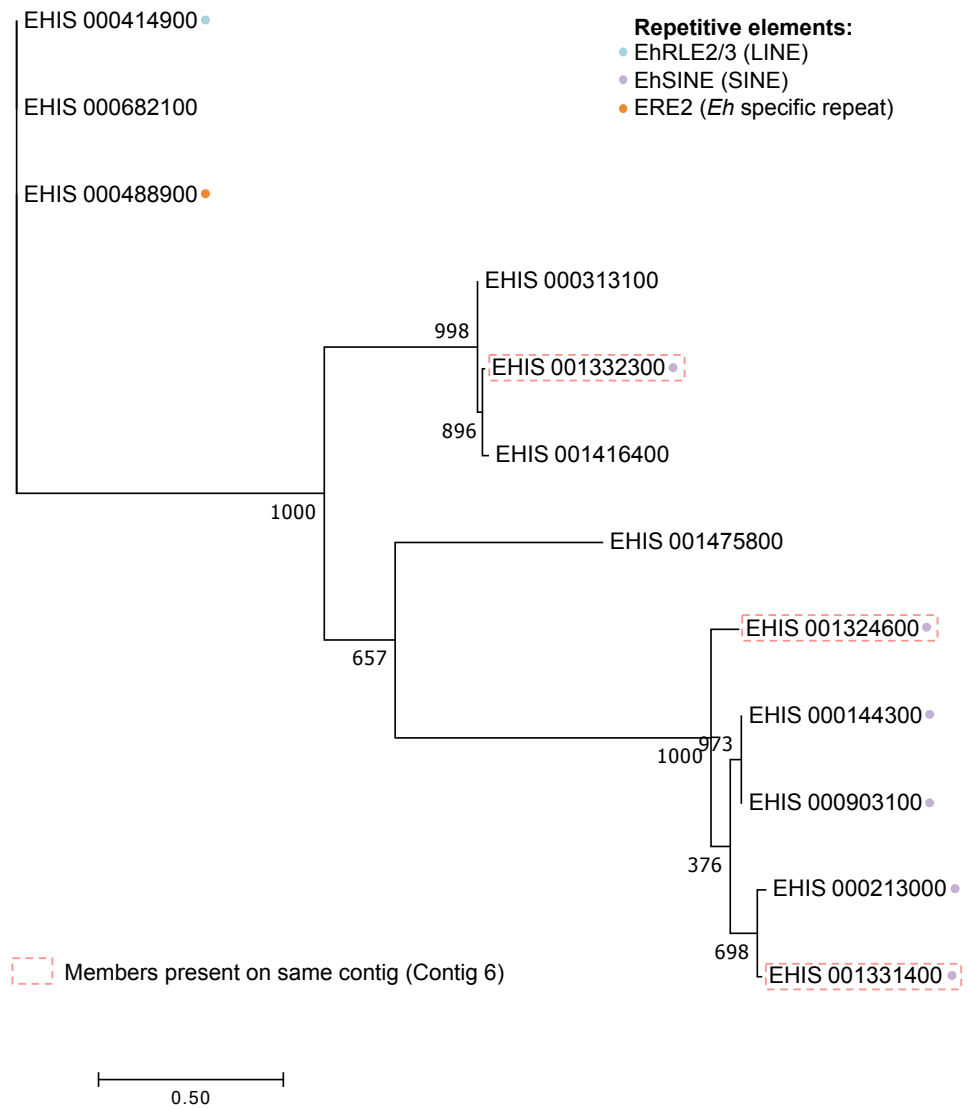 EHIS 000414900
Repetitive elements:
EhRLE2/3 (LINE)
EhSINE (SINE)
EHIS 000682100
ERE2 (Eh specific repeat)
EHIS 000488900
EHIS 000313100
998
EHIS 001332300
896
EHIS 001416400
1000
EHIS 001475800
EHIS 001324600
657
EHIS 000144300
973
1000
EHIS 000903100
376
EHIS 000213000
698
Members present on same contig (Contig 6)
EHIS 001331400
0.50